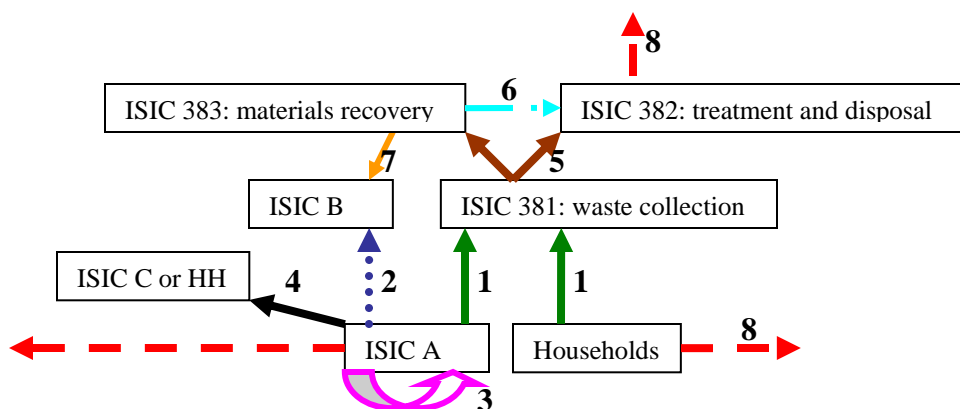 8
6
ISIC 383: materials recovery
ISIC 382: treatment and disposal
7
5
ISIC B
ISIC 381: waste collection
ISIC C or HH
4
2
1
1
8
ISIC A
Households
3